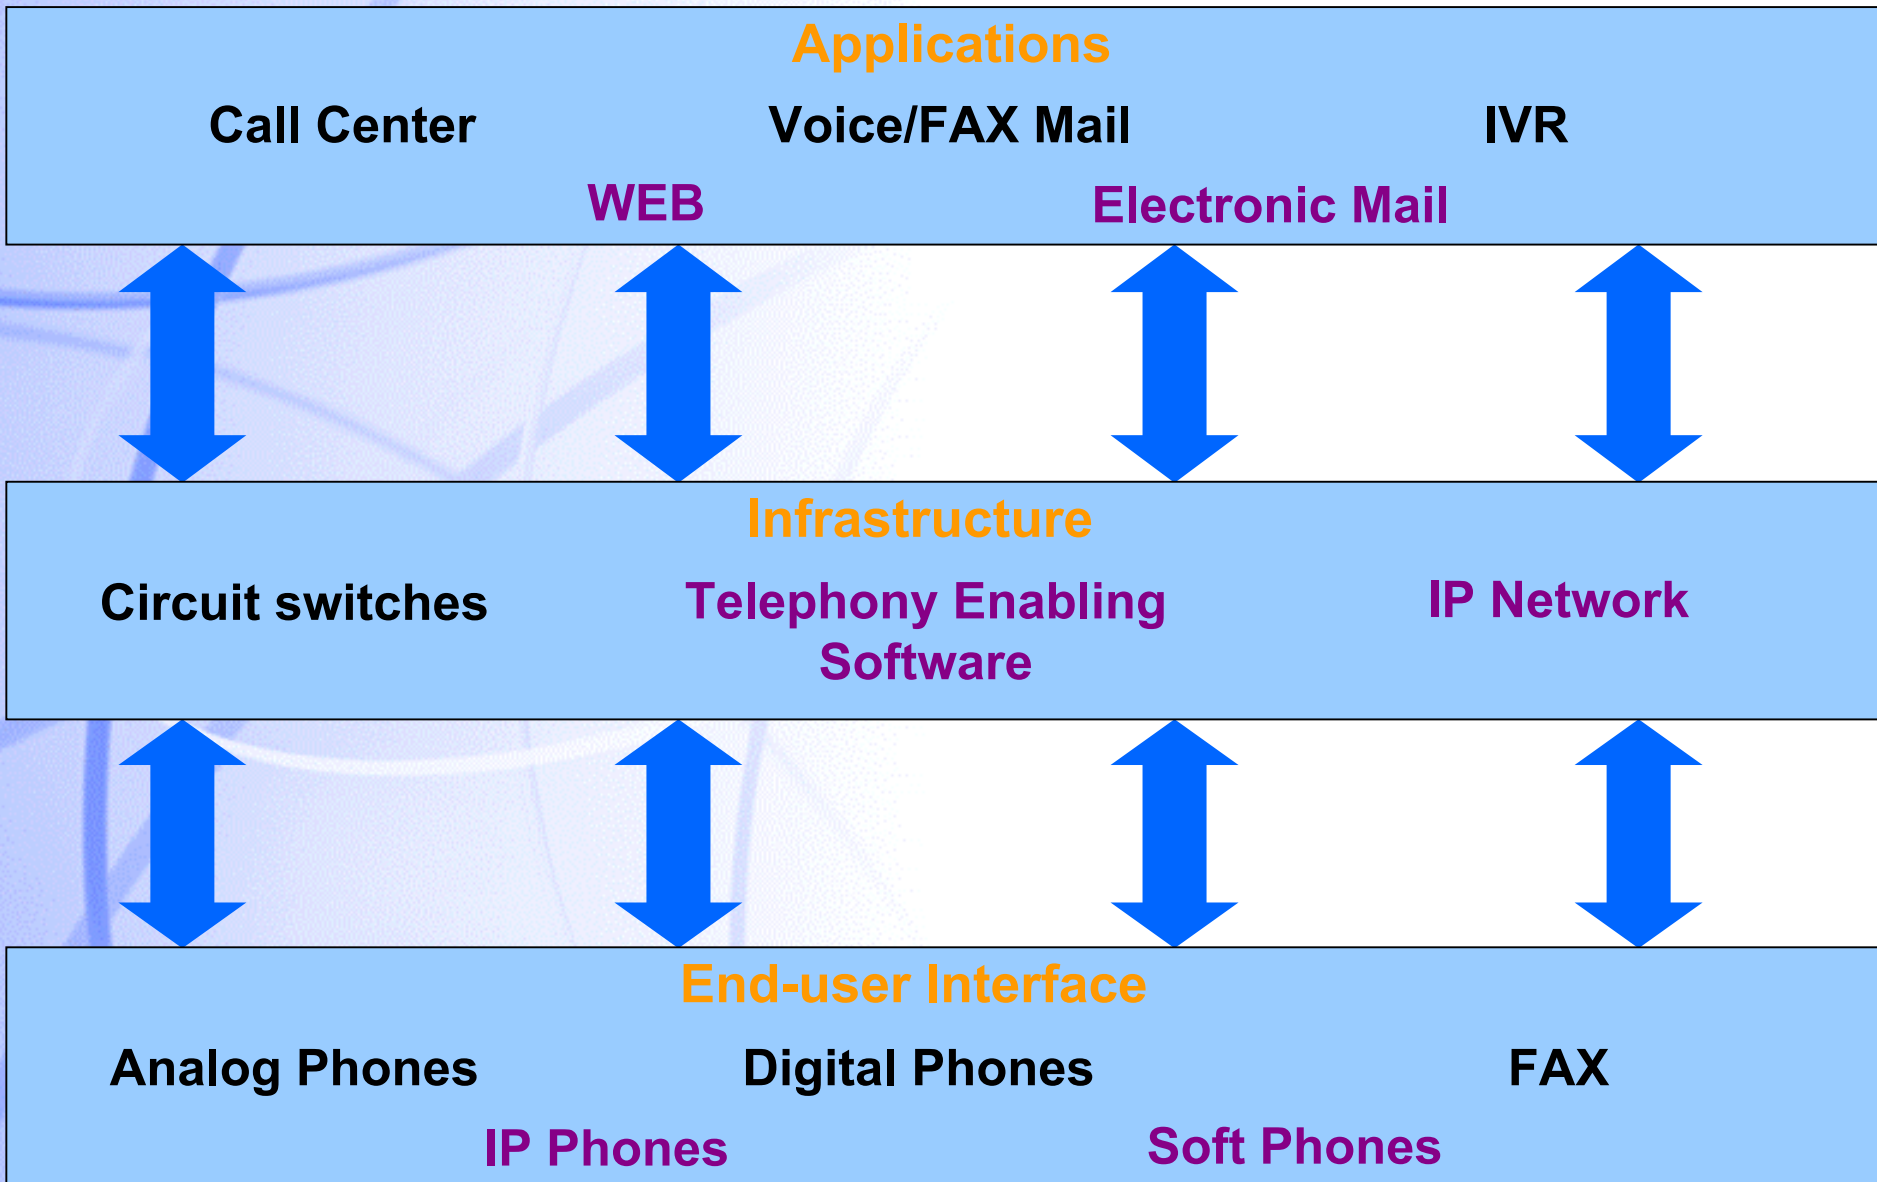 Applications
Call Center Voice/FAX Mail IVR
WEB Electronic Mail
Infrastructure
Circuit switches Telephony Enabling IP Network
Software
End-user Interface
Analog Phones Digital Phones FAX
IP Phones Soft Phones